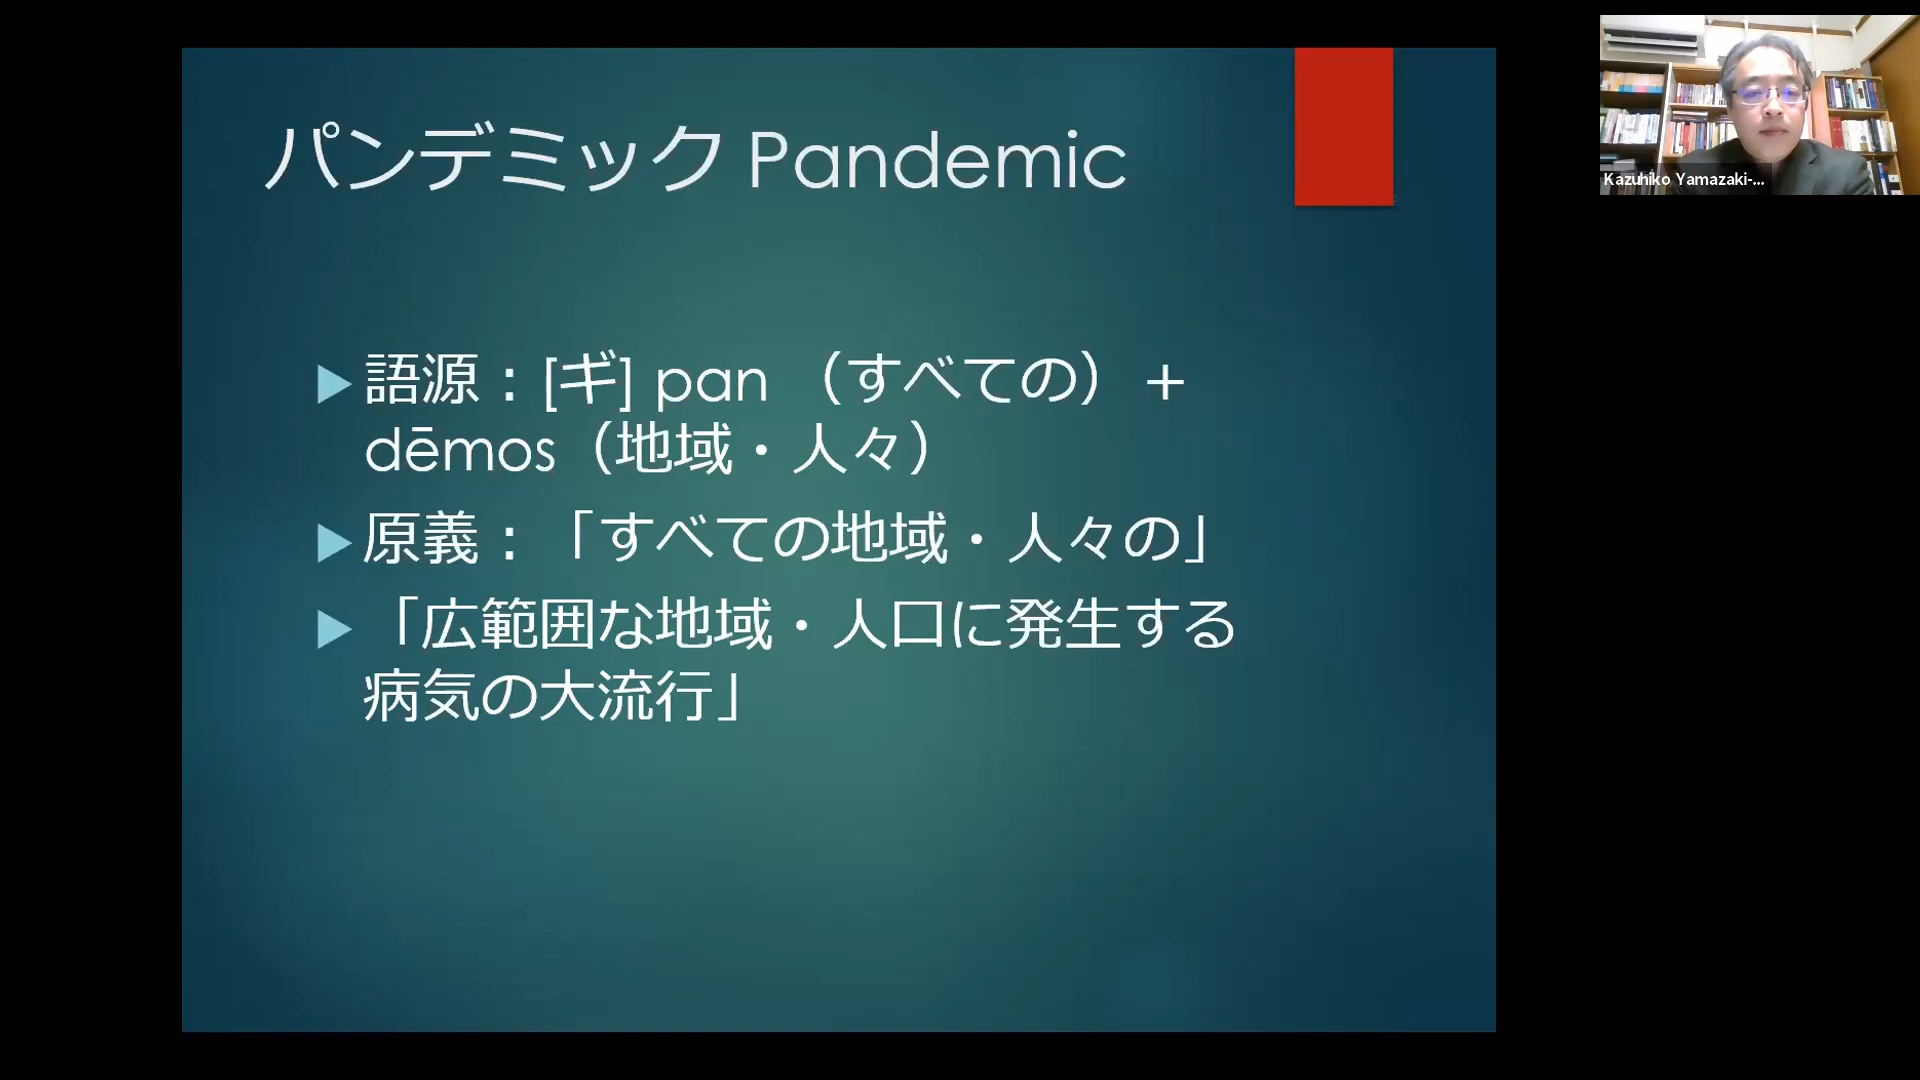 パンデミック Pandemic
語源：[ギ] pan （すべての）＋
dēmos（地域・人々）
原義：「すべての地域・人々の」
「広範囲な地域・人口に発生する
病気の大流行」
Kazuhiko Yamazaki-...